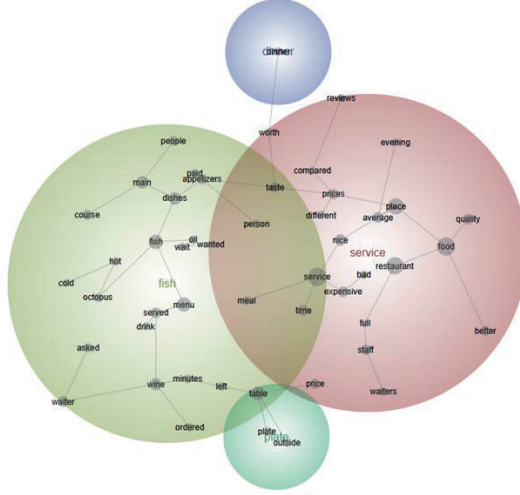 dinner
dinner
reviews
worth
people
evening
paid
appetizers
compared
main
taste
prices
dishes
place
course
different
average
quality
person
fish
oil
wait
wanted
nice
food
service
hot
restaurant
cold
service
bad
fish
octopus
expensive
meal
menu
served
time
drink
full
better
asked
staff
wine
minutes
left
price
table
waiters
waiter
ordered
plate
plate
outside